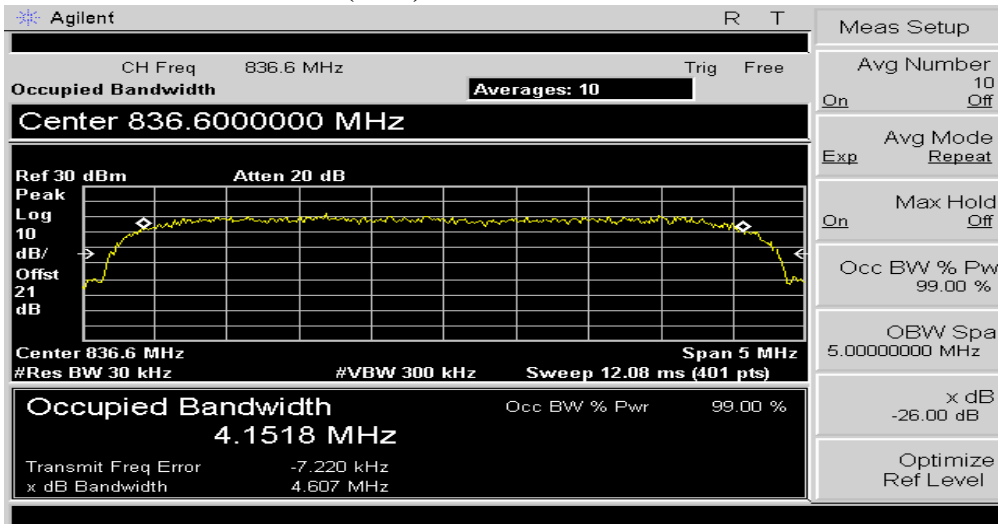 Agilent R T
CH Freq 836.6 MHz Trig Free
Occupied Bandwidth Averages: 10
Center 836.6000000 MHz
Ref 30 dBm Atten 20 dB
Peak
Log
10
dB/
Offst
21
dB
Center 836.6 MHz Span 5 MHz
#Res BW 30 kHz #VBW 300 kHz Sweep 12.08 ms (401 pts)
Occupied Bandwidth Occ BW % Pwr 99.00 %
4.1518 MHz
Transmit Freq Error -7.220 kHz
x dB Bandwidth 4.607 MHz
Meas Setup
Avg Number
10
On Off
Avg Mode
Exp Repeat
Max Hold
On Off
Occ BW % Pw
99.00 %
OBW Spa
5.00000000 MHz
x dB
-26.00 dB
Optimize
Ref Level